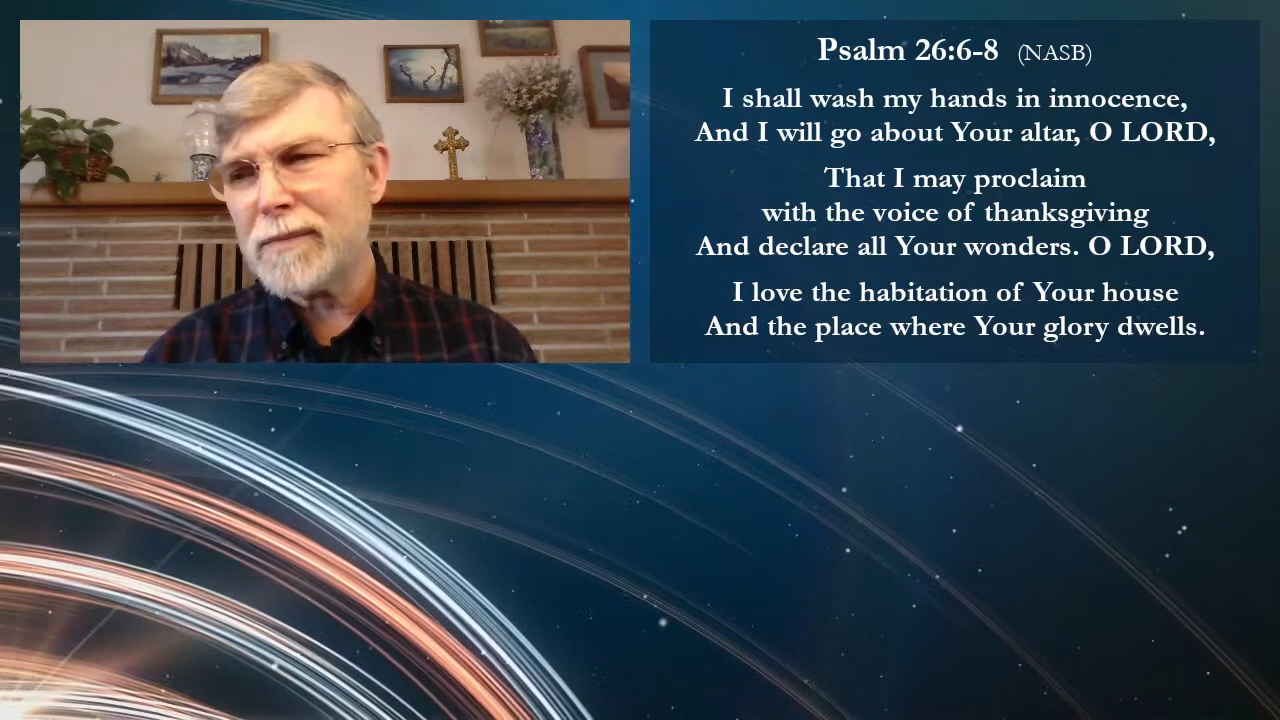 Psalm 26:6-8 (NASB)
I shall wash my hands in innocence,
And I will go about Your altar, O LORD,
That I may proclaim
with the voice of thanksgiving
And declare all Your wonders. O LORD,
I love the habitation of Your house
And the place where Your glory dwells.